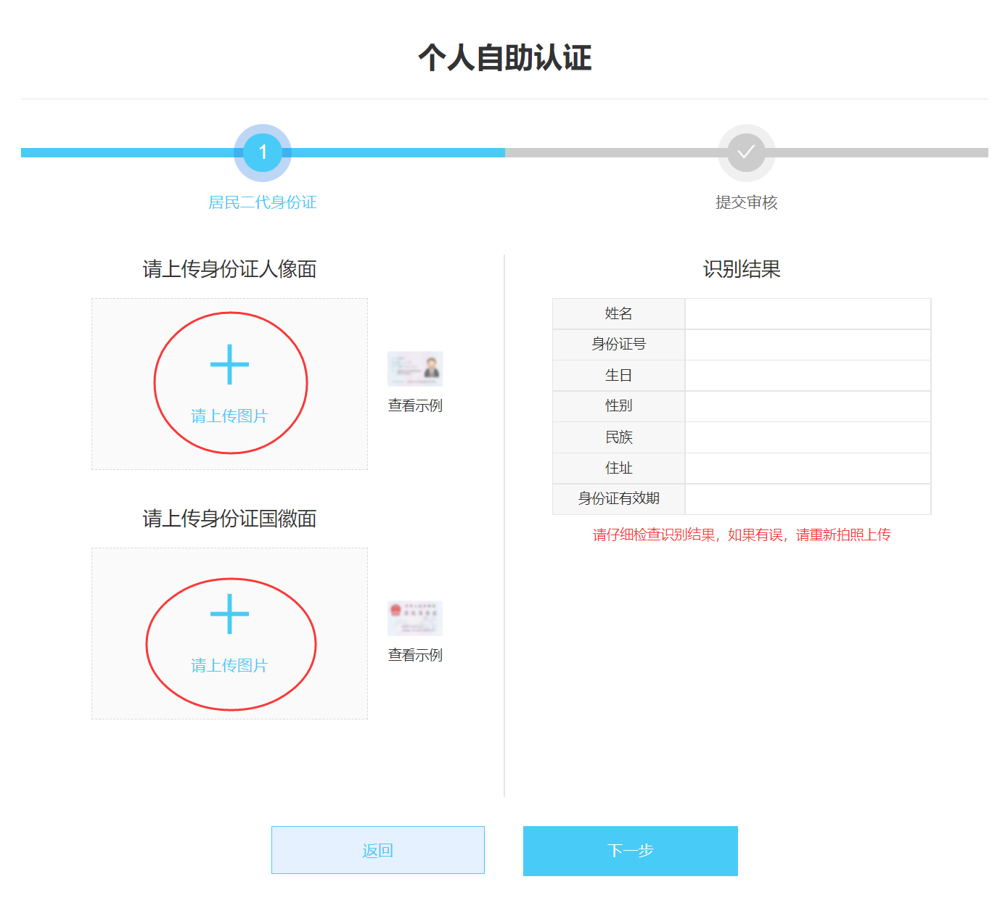 个人自助认证
1
居民二代身份证
提交审核
请上传身份证人像面
请上传图片
查看示例
请上传身份证国徽面
请上传图片
查看示例
识别结果
姓名
身份证号
生日
性别
民族
住址
身份证有效期
请仔细检查识别结果，如果有误，请重新拍照上传
返回
下一步